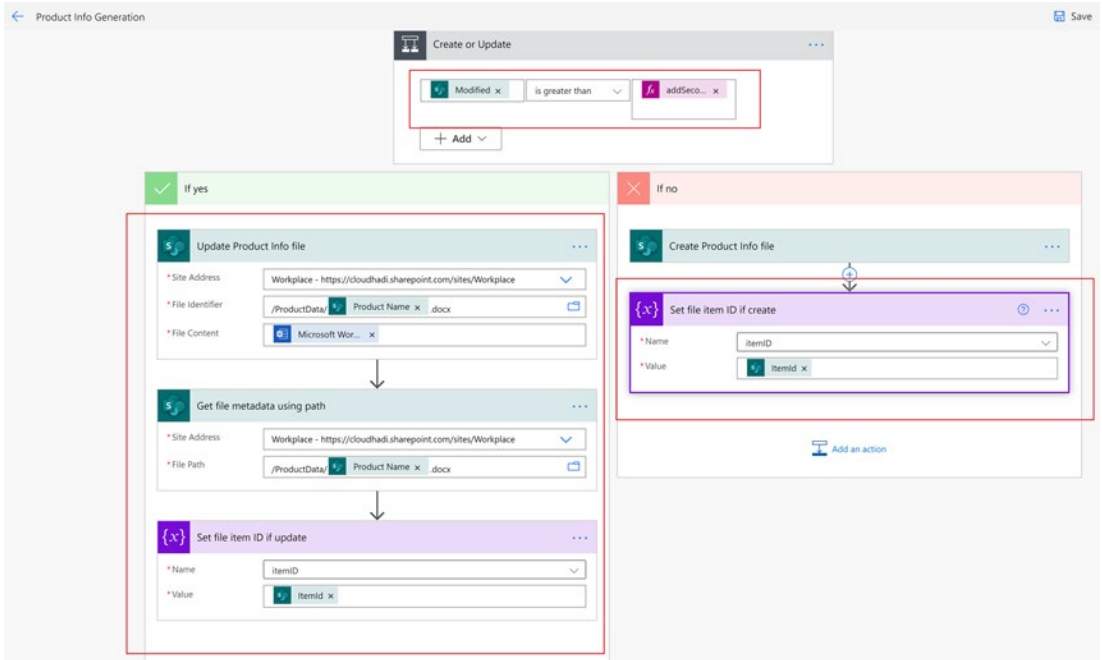 Product Info Generation
Save
Create or Update
Modified
is greater than
fx addSeco...
Add
If yes
If no
Update Product Info file
*Site Address
Workplace - https://cloudhadi.sharepoint.com/sites/Workplace
*File Identifier
/ProductData/ Product Name .docx
*File Content
Microsoft Wor...
Get file metadata using path
*Site Address
Workplace - https://cloudhadi.sharepoint.com/sites/Workplace
*File Path
/ProductData/ Product Name .docx
{x} Set file item ID if update
*Name
itemID
*Value
ItemId
Create Product Info file
{x} Set file item ID if create
*Name
itemID
*Value
ItemId
Add an action